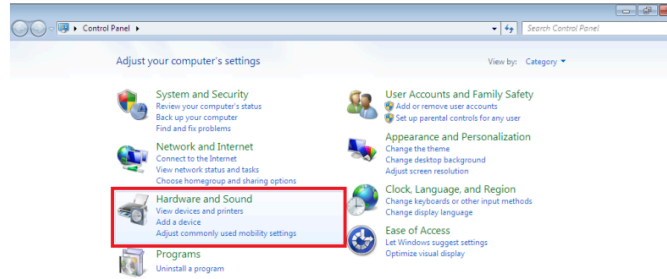 Control Panel
Search Control Panel
Adjust your computer's settings
View by: Category
System and Security
Review your computer's status
Back up your computer
Find and fix problems
Network and Internet
Connect to the Internet
View network status and tasks
Choose homegroup and sharing options
Hardware and Sound
View devices and printers
Add a device
Adjust commonly used mobility settings
Programs
Uninstall a program
User Accounts and Family Safety
Add or remove user accounts
Set up parental controls for any user
Appearance and Personalization
Change the theme
Change desktop background
Adjust screen resolution
Clock, Language, and Region
Change keyboards or other input methods
Change display language
Ease of Access
Let Windows suggest settings
Optimize visual display